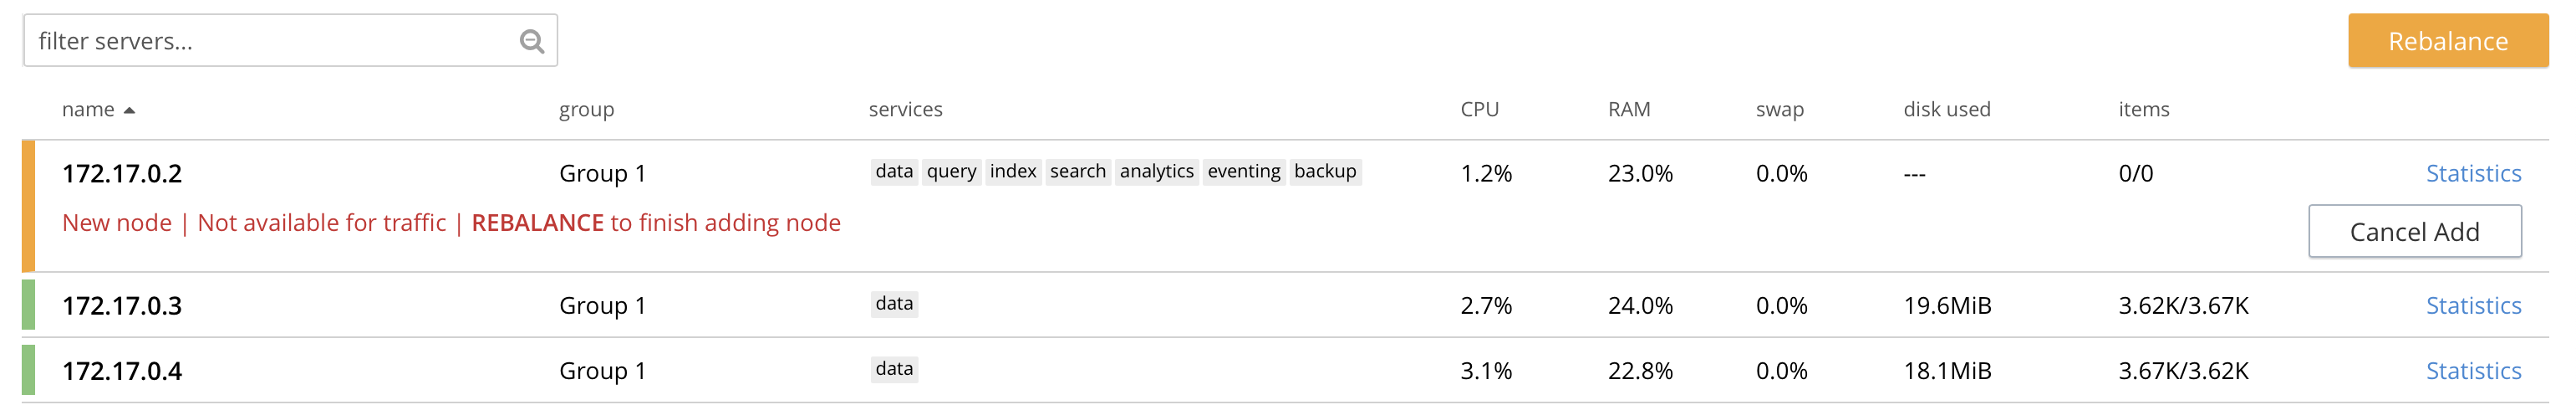 filter servers... Rebalance
name group services CPU RAM swap disk used items
172.17.0.2 Group 1 data query index search analytics eventing backup 1.2% 23.0% 0.0% --- 0/0 Statistics
New node | Not available for traffic | REBALANCE to finish adding node Cancel Add
172.17.0.3 Group 1 data 2.7% 24.0% 0.0% 19.6MiB 3.62K/3.67K Statistics
172.17.0.4 Group 1 data 3.1% 22.8% 0.0% 18.1MiB 3.67K/3.62K Statistics